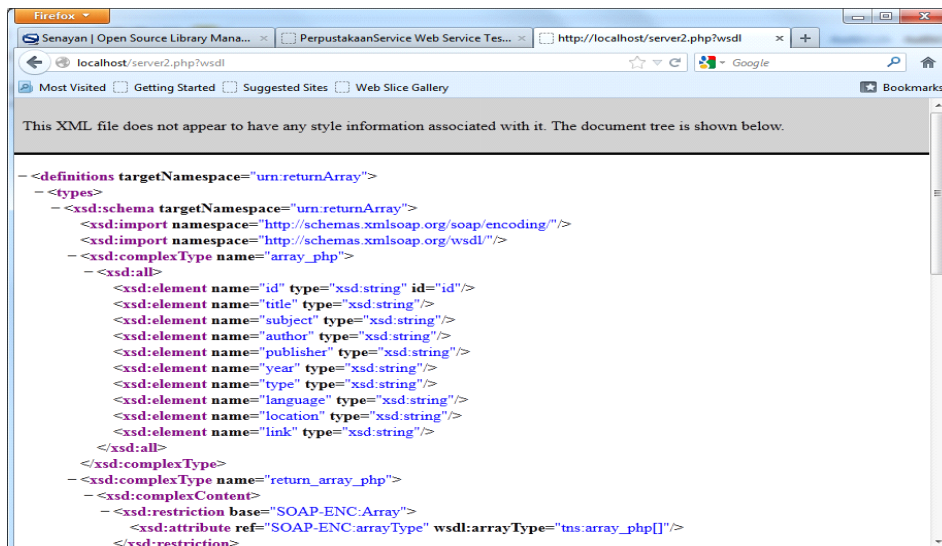 Firefox
Senayan | Open Source Library Mana... ×
PerpustakaanService Web Service Tes... ×
http://localhost/server2.php?wsdl × +
localhost/server2.php?wsdl
Google
Most Visited Getting Started Suggested Sites Web Slice Gallery Bookmarks
This XML file does not appear to have any style information associated with it. The document tree is shown below.
− <definitions targetNamespace="urn:returnArray">
− <types>
− <xsd:schema targetNamespace="urn:returnArray">
<xsd:import namespace="http://schemas.xmlsoap.org/soap/encoding/"/>
<xsd:import namespace="http://schemas.xmlsoap.org/wsdl/"/>
− <xsd:complexType name="array_php">
− <xsd:all>
<xsd:element name="id" type="xsd:string" id="id"/>
<xsd:element name="title" type="xsd:string"/>
<xsd:element name="subject" type="xsd:string"/>
<xsd:element name="author" type="xsd:string"/>
<xsd:element name="publisher" type="xsd:string"/>
<xsd:element name="year" type="xsd:string"/>
<xsd:element name="type" type="xsd:string"/>
<xsd:element name="language" type="xsd:string"/>
<xsd:element name="location" type="xsd:string"/>
<xsd:element name="link" type="xsd:string"/>
</xsd:all>
</xsd:complexType>
− <xsd:complexType name="return_array_php">
− <xsd:complexContent>
− <xsd:restriction base="SOAP-ENC:Array">
<xsd:attribute ref="SOAP-ENC:arrayType" wsdl:arrayType="tns:array_php[]"/>
</xsd:restriction>